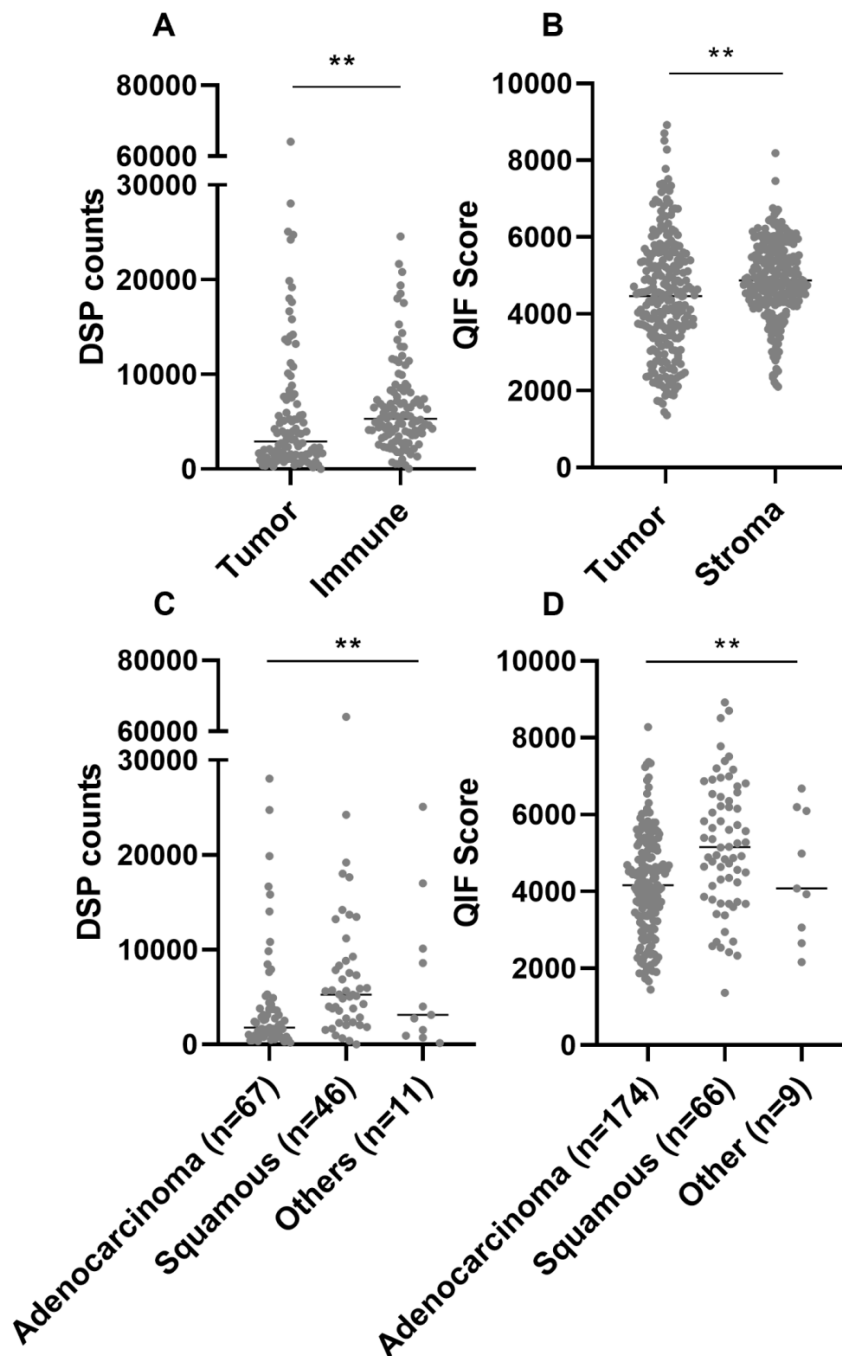 A
**
80000
60000
30000
20000
10000
0
DSP counts
Tumor
Immune
B
**
10000
8000
6000
4000
2000
0
QIF Score
Tumor
Stroma
C
**
80000
60000
30000
20000
10000
0
DSP counts
Adenocarcinoma (n=67)
Squamous (n=46)
Others (n=11)
D
**
10000
8000
6000
4000
2000
0
QIF Score
Adenocarcinoma (n=174)
Squamous (n=66)
Other (n=9)